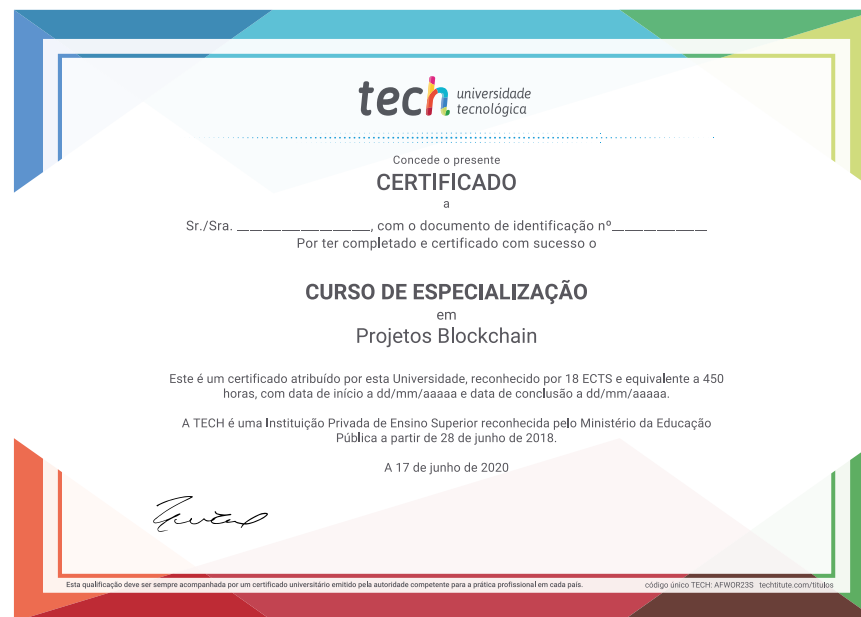 tech universidade
tecnológica
Concede o presente
CERTIFICADO
a
Sr./Sra. ____________________, com o documento de identificação nº______________
Por ter completado e certificado com sucesso o
CURSO DE ESPECIALIZAÇÃO
em
Projetos Blockchain
Este é um certificado atribuído por esta Universidade, reconhecido por 18 ECTS e equivalente a 450
horas, com data de início a dd/mm/aaaaa e data de conclusão a dd/mm/aaaaa.
A TECH é uma Instituição Privada de Ensino Superior reconhecida pelo Ministério da Educação
Pública a partir de 28 de junho de 2018.
A 17 de junho de 2020
Esta qualificação deve ser sempre acompanhada por um certificado universitário emitido pela autoridade competente para a prática profissional em cada país.
código único TECH: AFWOR23S techtitute.com/titulos